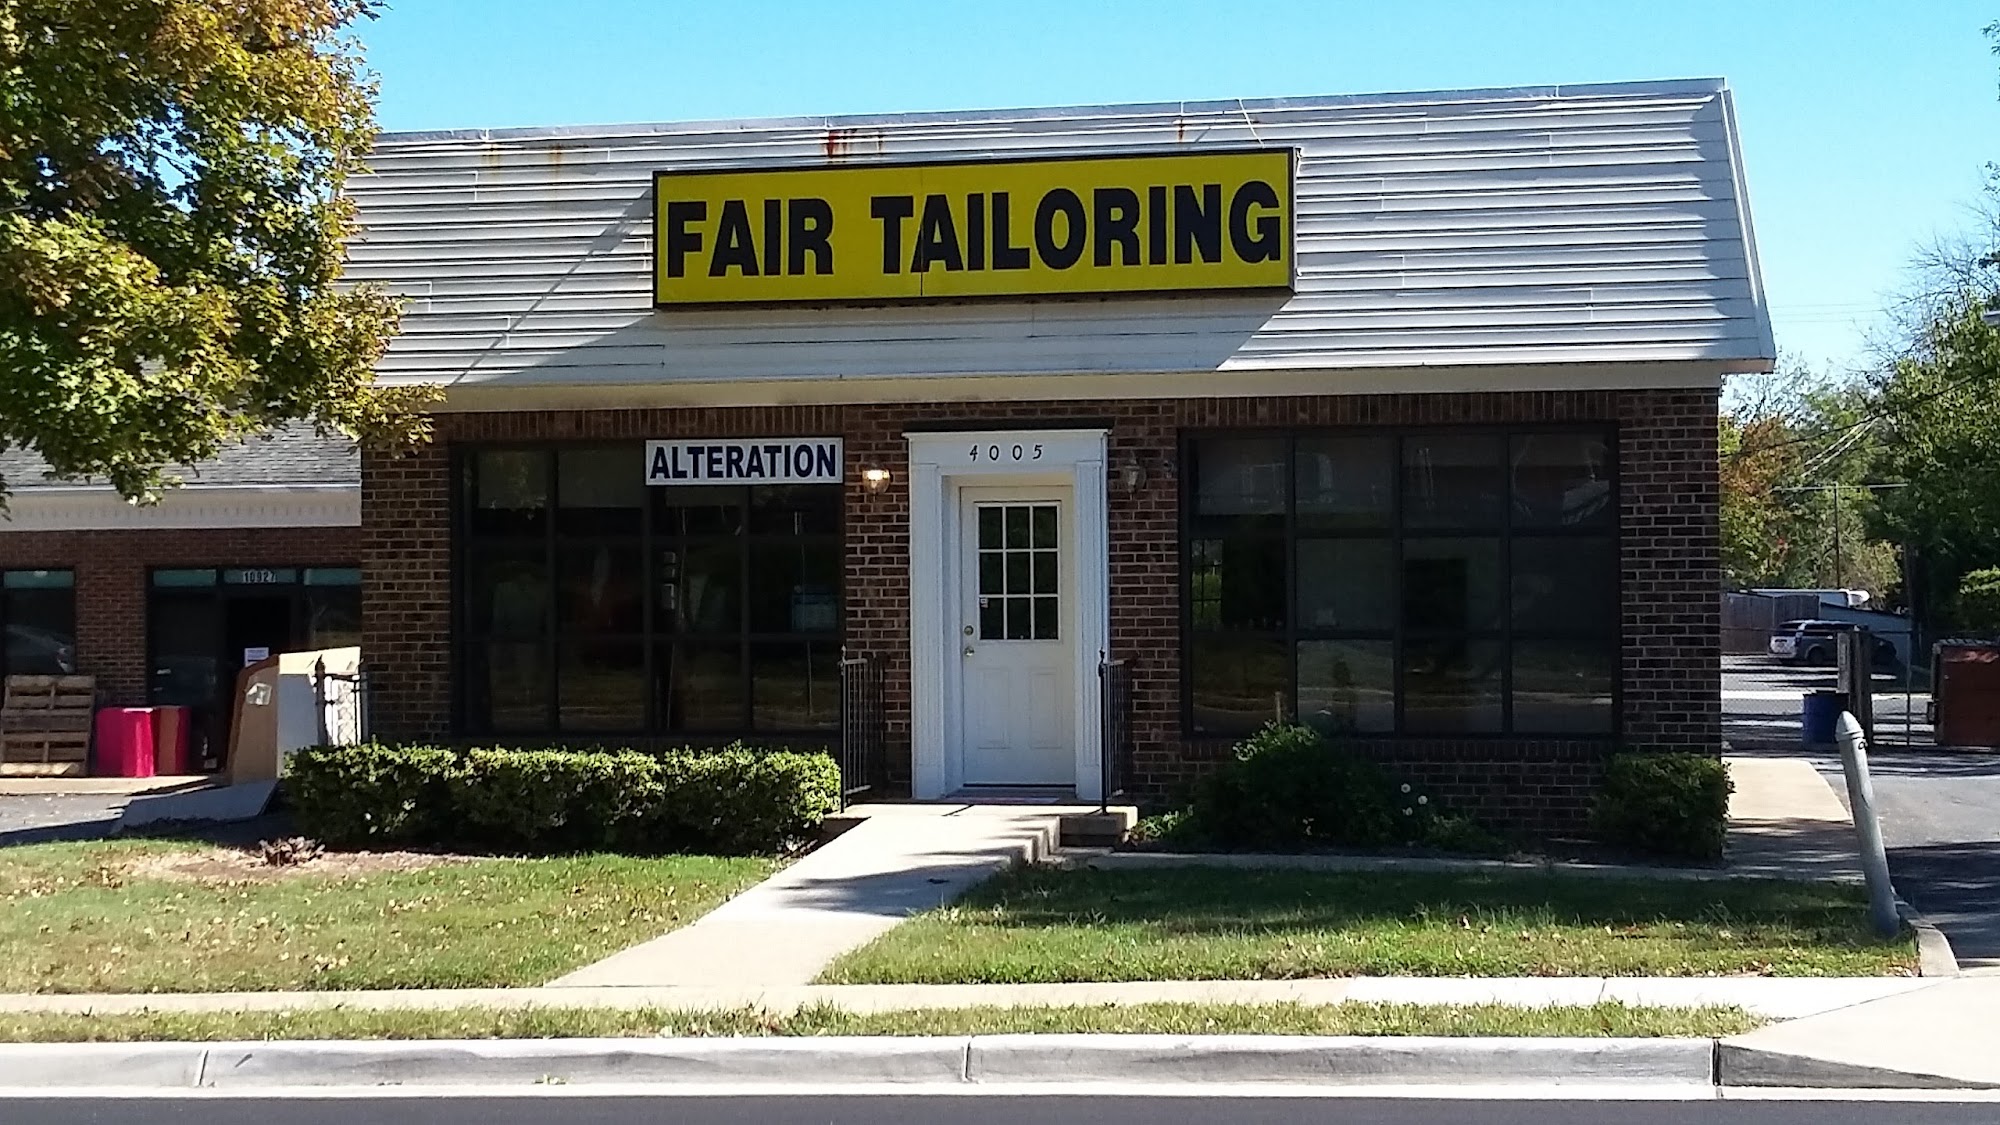 FAIR TAILORING
ALTERATION
4005
10927